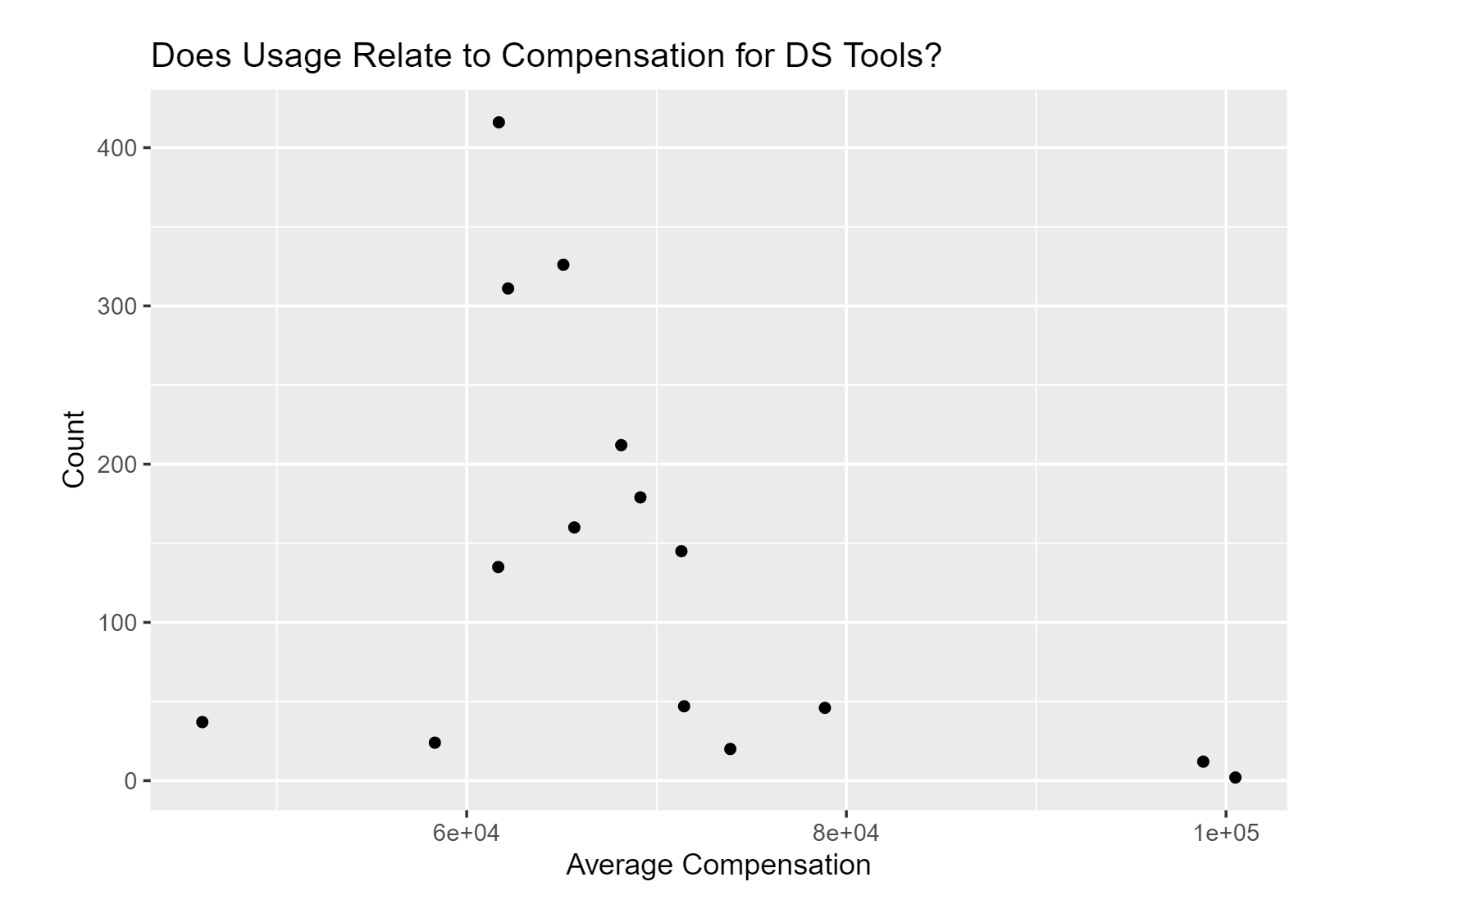 Does Usage Relate to Compensation for DS Tools?
400
300
200
100
0
Count
6e+04 8e+04 1e+05
Average Compensation